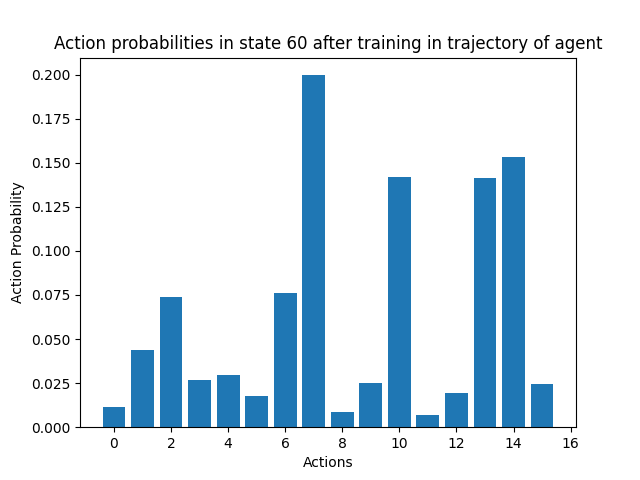 Action probabilities in state 60 after training in trajectory of agent
0.200
0.175
0.150
0.125
0.100
0.075
0.050
0.025
0.000
Action Probability
0 2 4 6 8 10 12 14 16
Actions